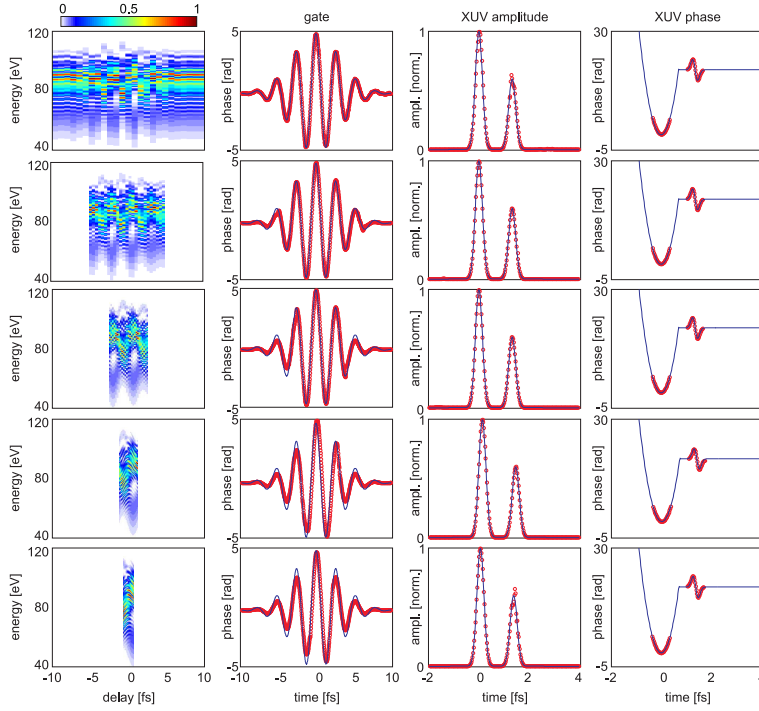 0 0.5 1
gate
XUV amplitude
XUV phase
120
80
40
energy [eV]
5
-5
phase [rad]
1
0
ampl. [norm.]
30
-5
phase [rad]
120
80
40
energy [eV]
5
-5
phase [rad]
1
0
ampl. [norm.]
30
-5
phase [rad]
120
80
40
energy [eV]
5
-5
phase [rad]
1
0
ampl. [norm.]
30
-5
phase [rad]
120
80
40
energy [eV]
5
-5
phase [rad]
1
0
ampl. [norm.]
30
-5
phase [rad]
120
80
40
energy [eV]
5
-5
phase [rad]
1
0
ampl. [norm.]
30
-5
phase [rad]
-10 -5 0 5 10
delay [fs]
-10 -5 0 5 10
time [fs]
-2 0 2 4
time [fs]
-2 0 2 4
time [fs]